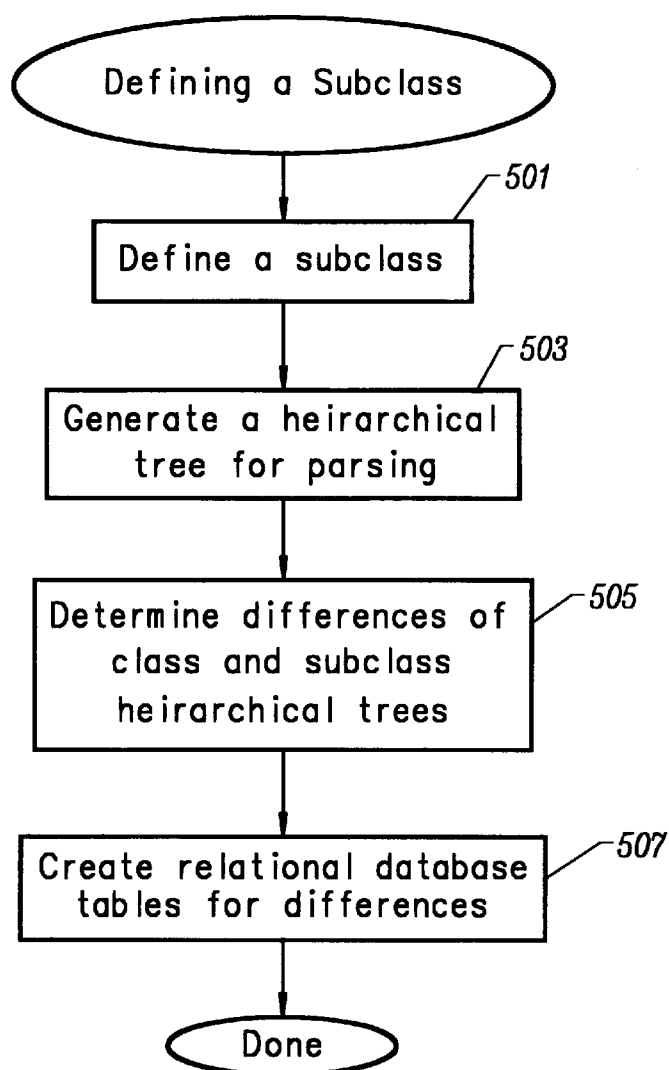 Defining a Subclass
501
Define a subclass
503
Generate a heirarchical
tree for parsing
505
Determine differences of
class and subclass
heirarchical trees
507
Create relational database
tables for differences
Done